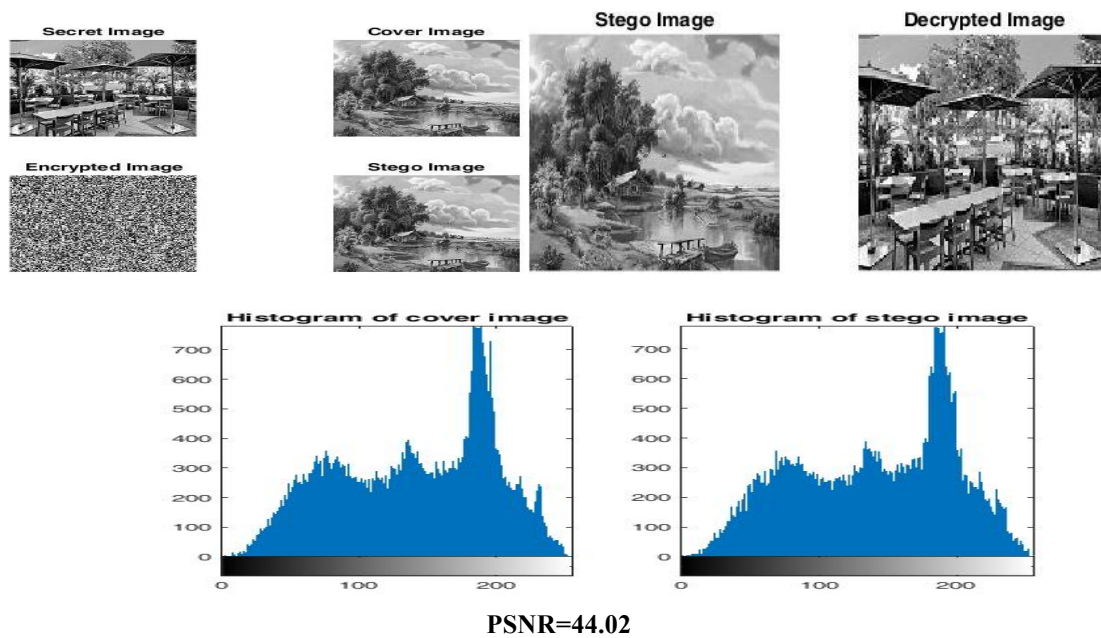 Secret Image
Cover Image
Stego Image
Decrypted Image
Encrypted Image
Stego Image
Histogram of cover image
700
600
500
400
300
200
100
0
0
100
200
Histogram of stego image
700
600
500
400
300
200
100
0
0
100
200
PSNR=44.02